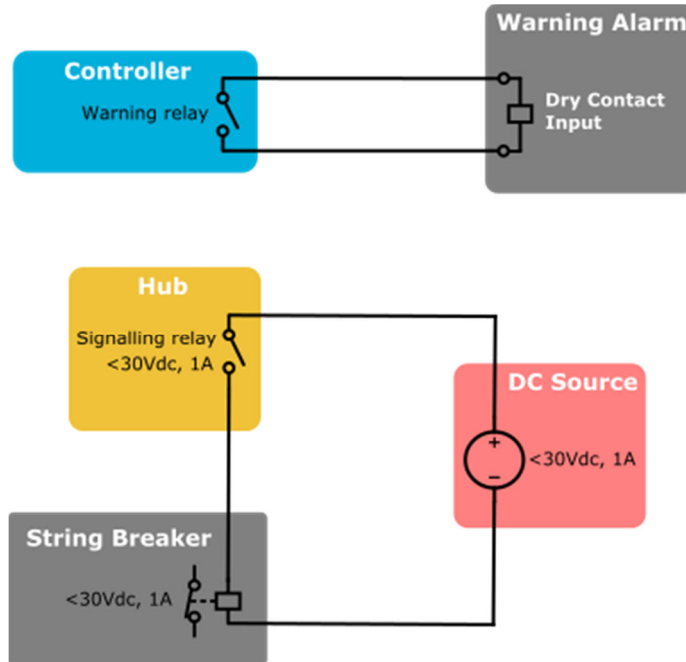 Warning Alarm
Controller
Warning relay
Dry Contact
Input
Hub
Signalling relay
<30Vdc, 1A
DC Source
+
<30Vdc, 1A
−
String Breaker
<30Vdc, 1A